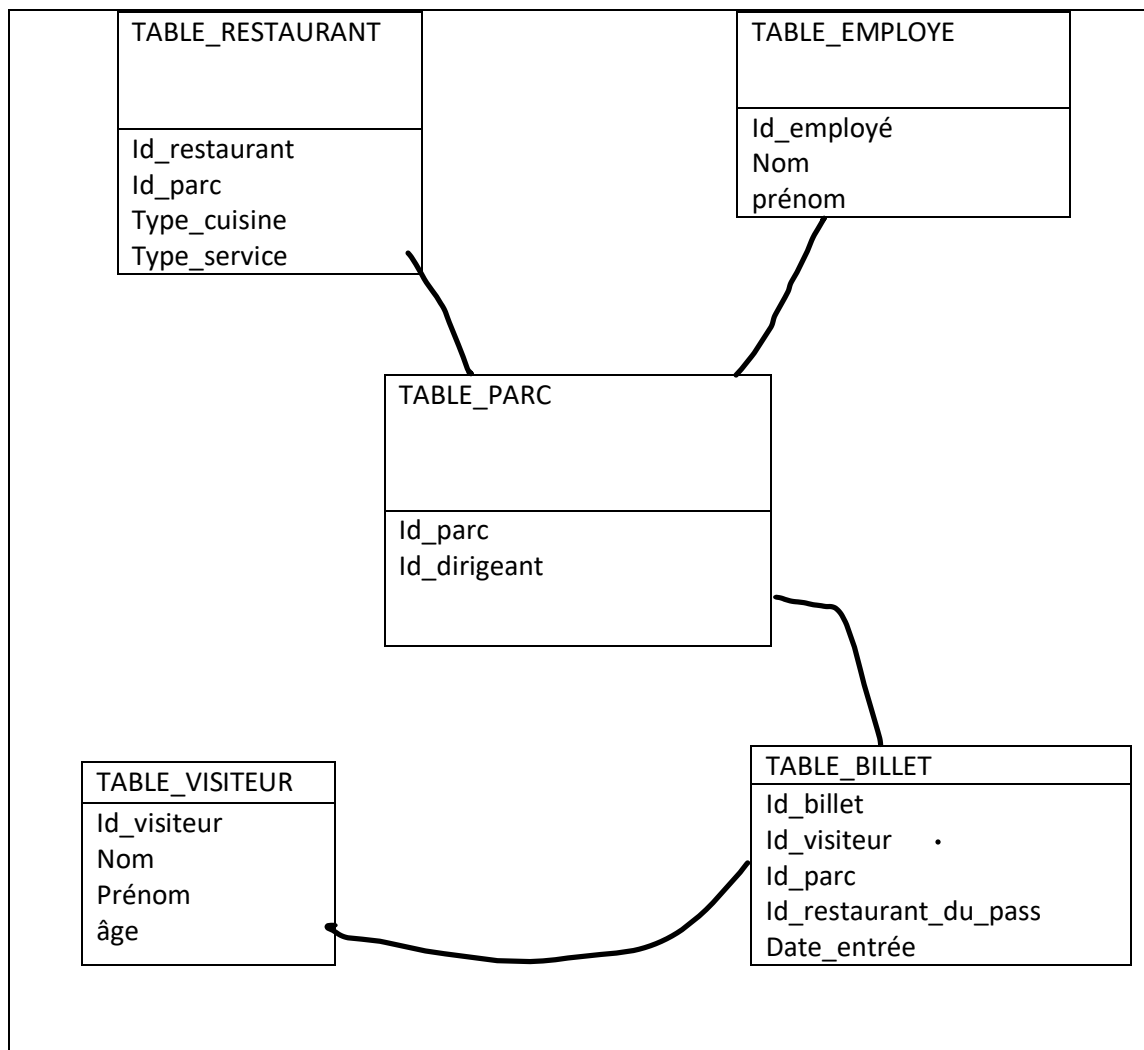 TABLE_RESTAURANT
Id_restaurant
Id_parc
Type_cuisine
Type_service
TABLE_EMPLOYE
Id_employé
Nom
prénom
TABLE_PARC
Id_parc
Id_dirigeant
TABLE_VISITEUR
Id_visiteur
Nom
Prénom
âge
TABLE_BILLET
Id_billet
Id_visiteur
Id_parc
Id_restaurant_du_pass
Date_entrée